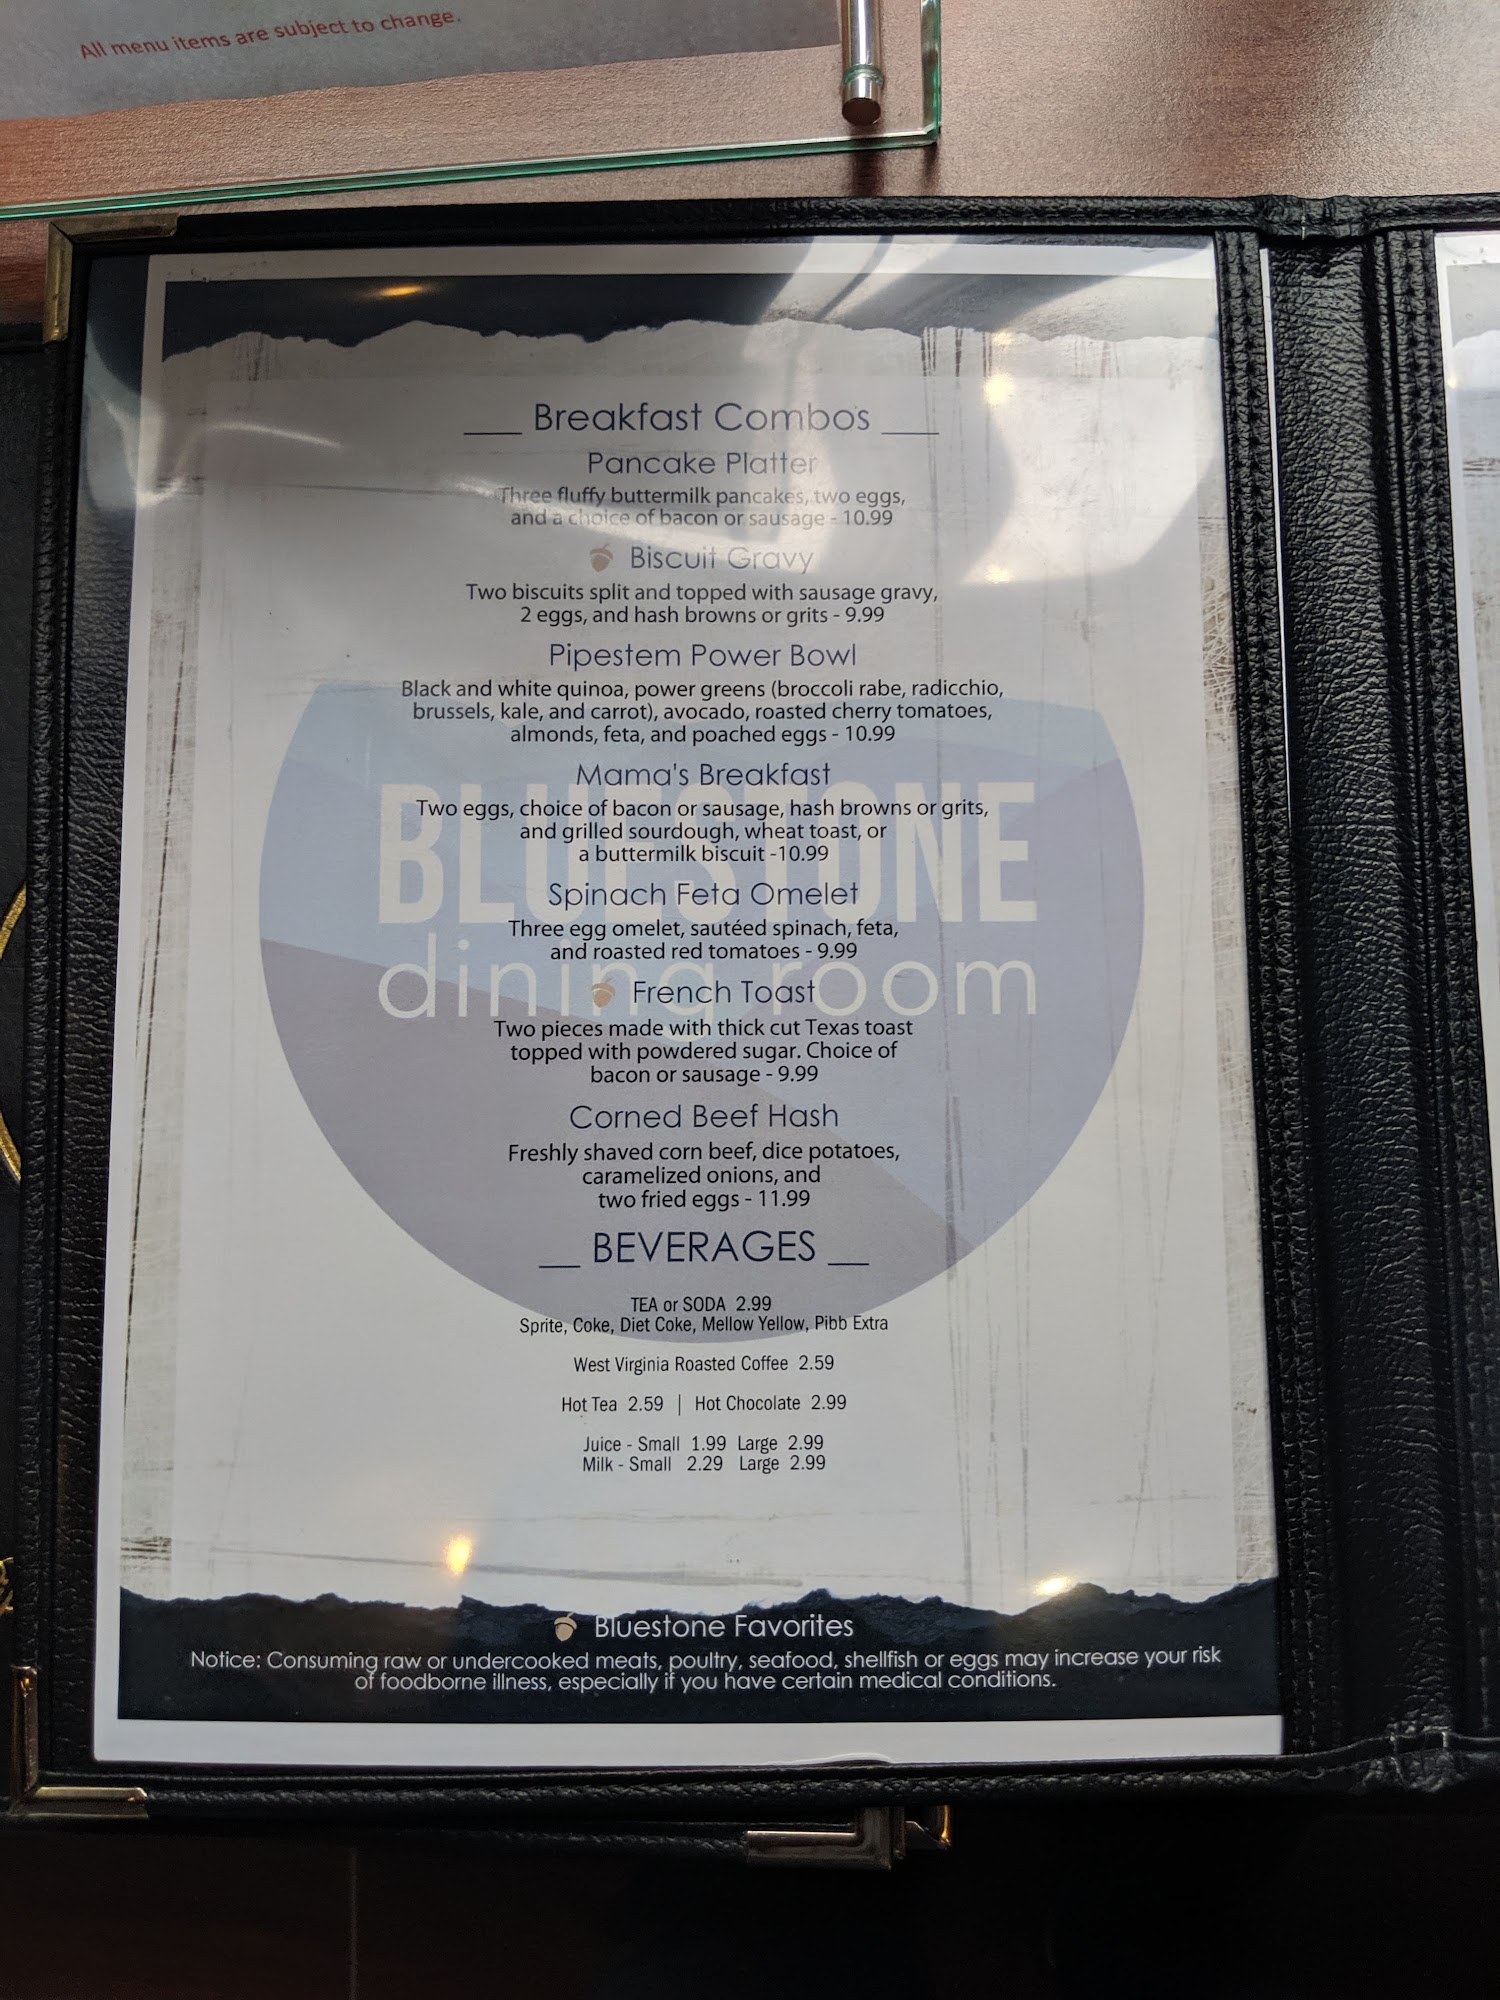 All menu items are subject to change.
Breakfast Combos
Pancake Platter
Three fluffy buttermilk pancakes, two eggs,
and a choice of bacon or sausage - 10.99
Biscuit Gravy
Two biscuits split and topped with sausage gravy,
2 eggs, and hash browns or grits - 9.99
Pipestem Power Bowl
Black and white quinoa, power greens (broccoli rabe, radicchio,
brussels, kale, and carrot), avocado, roasted cherry tomatoes,
almonds, feta, and poached eggs - 10.99
Mama's Breakfast
Two eggs, choice of bacon or sausage, hash browns or grits,
and grilled sourdough, wheat toast, or
a buttermilk biscuit -10.99
BLUESTONE
Spinach Feta Omelet
Three egg omelet, sautéed spinach, feta,
and roasted red tomatoes - 9.99
dining room
French Toast
Two pieces made with thick cut Texas toast
topped with powdered sugar. Choice of
bacon or sausage - 9.99
Corned Beef Hash
Freshly shaved corn beef, dice potatoes,
caramelized onions, and
two fried eggs - 11.99
BEVERAGES
TEA or SODA 2.99
Sprite, Coke, Diet Coke, Mellow Yellow, Pibb Extra
West Virginia Roasted Coffee 2.59
Hot Tea 2.59 | Hot Chocolate 2.99
Juice - Small 1.99 Large 2.99
Milk - Small 2.29 Large 2.99
Bluestone Favorites
Notice: Consuming raw or undercooked meats, poultry, seafood, shellfish or eggs may increase your risk
of foodborne illness, especially if you have certain medical conditions.